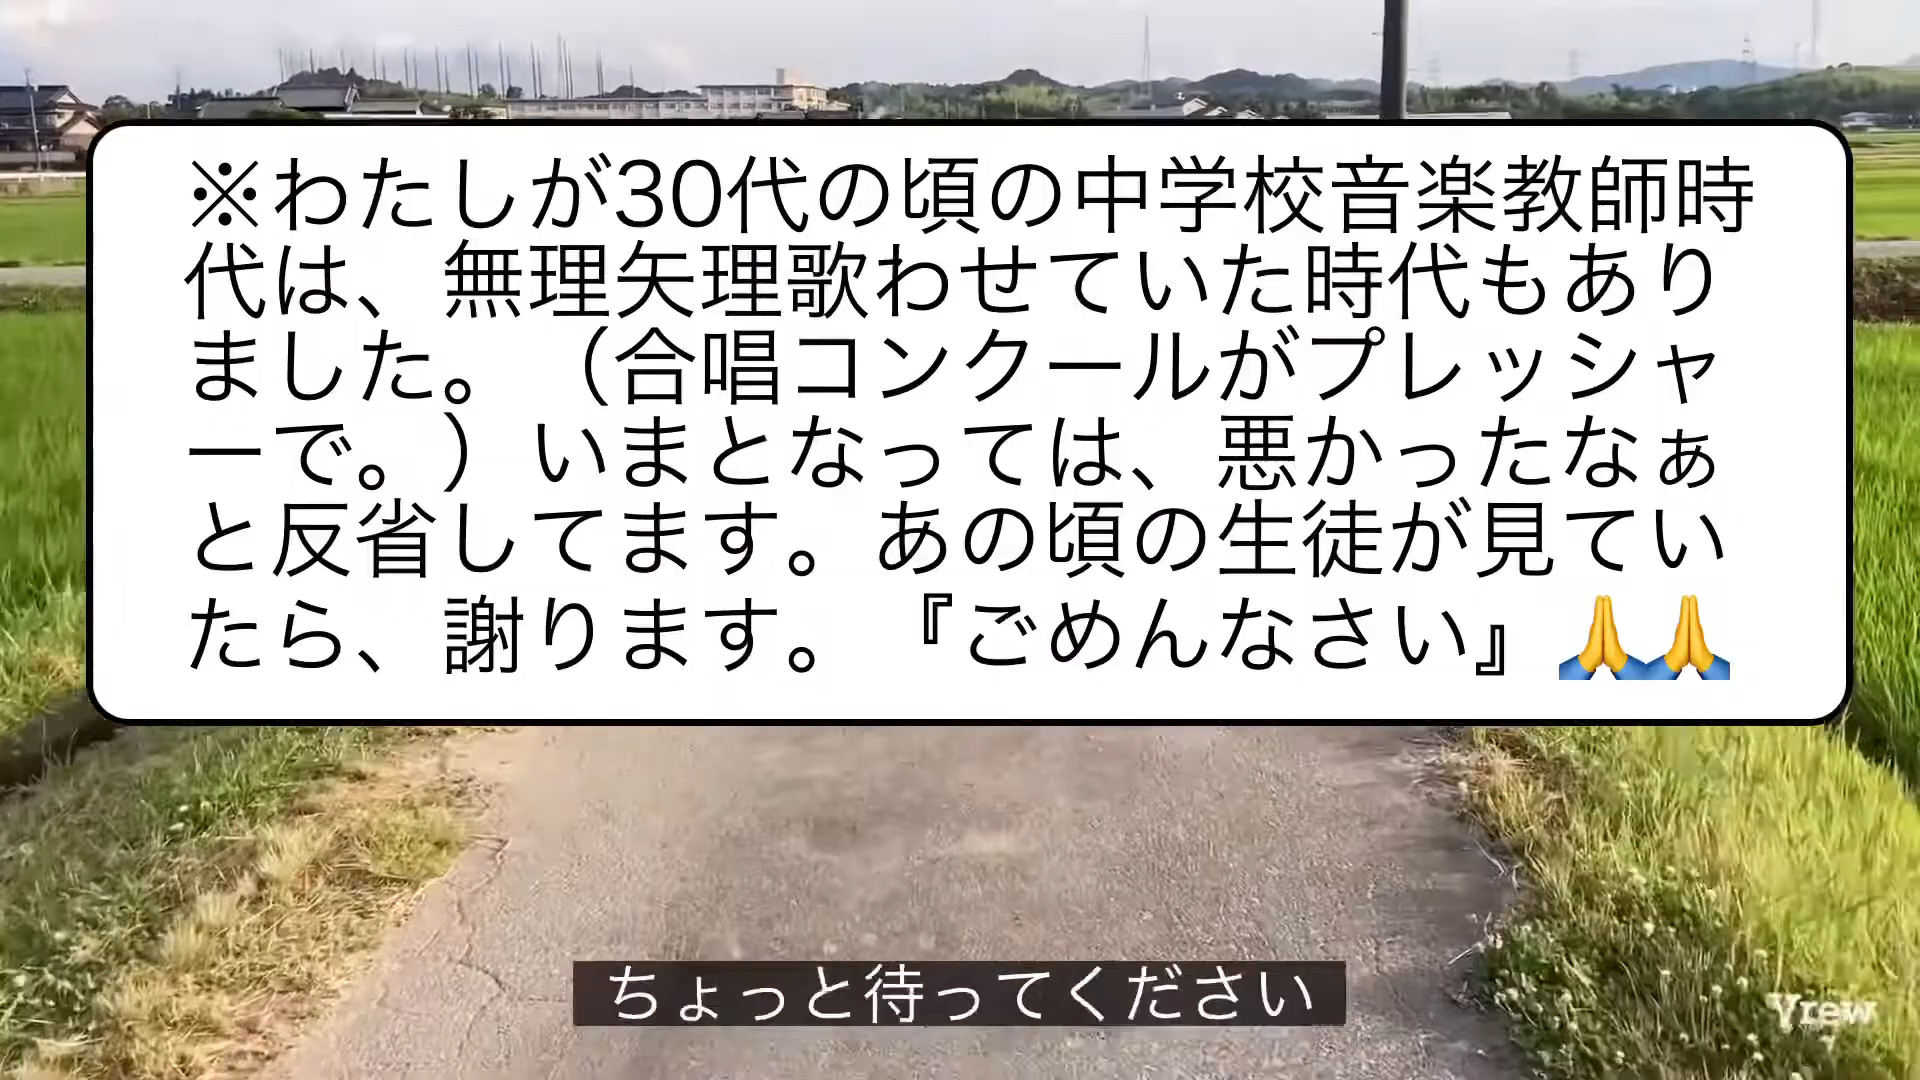 ※わたしが30代の頃の中学校音楽教師時
代は、無理矢理歌わせていた時代もあり
ました。（合唱コンクールがプレッシャ
ーで。）いまとなっては、悪かったなぁ
と反省してます。あの頃の生徒が見てい
たら、謝ります。『ごめんなさい』🙏🙏
ちょっと待ってください
Vrew